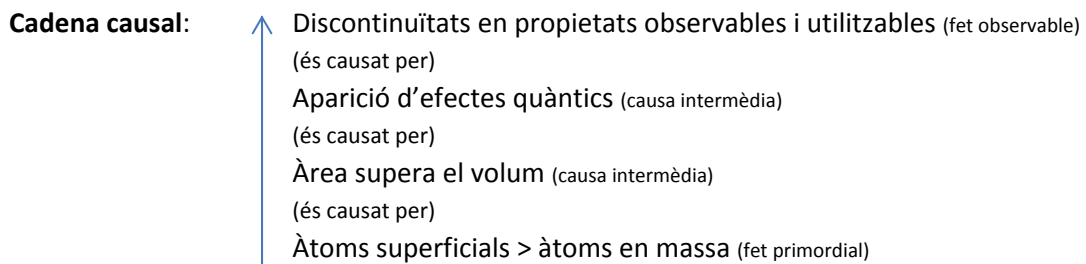 Cadena causal: Discontinuïtats en propietats observables i utilitzables (fet observable)
(és causat per)
Aparició d'efectes quàntics (causa intermèdia)
(és causat per)
Àrea supera el volum (causa intermèdia)
(és causat per)
Àtoms superficials > àtoms en massa (fet primordial)